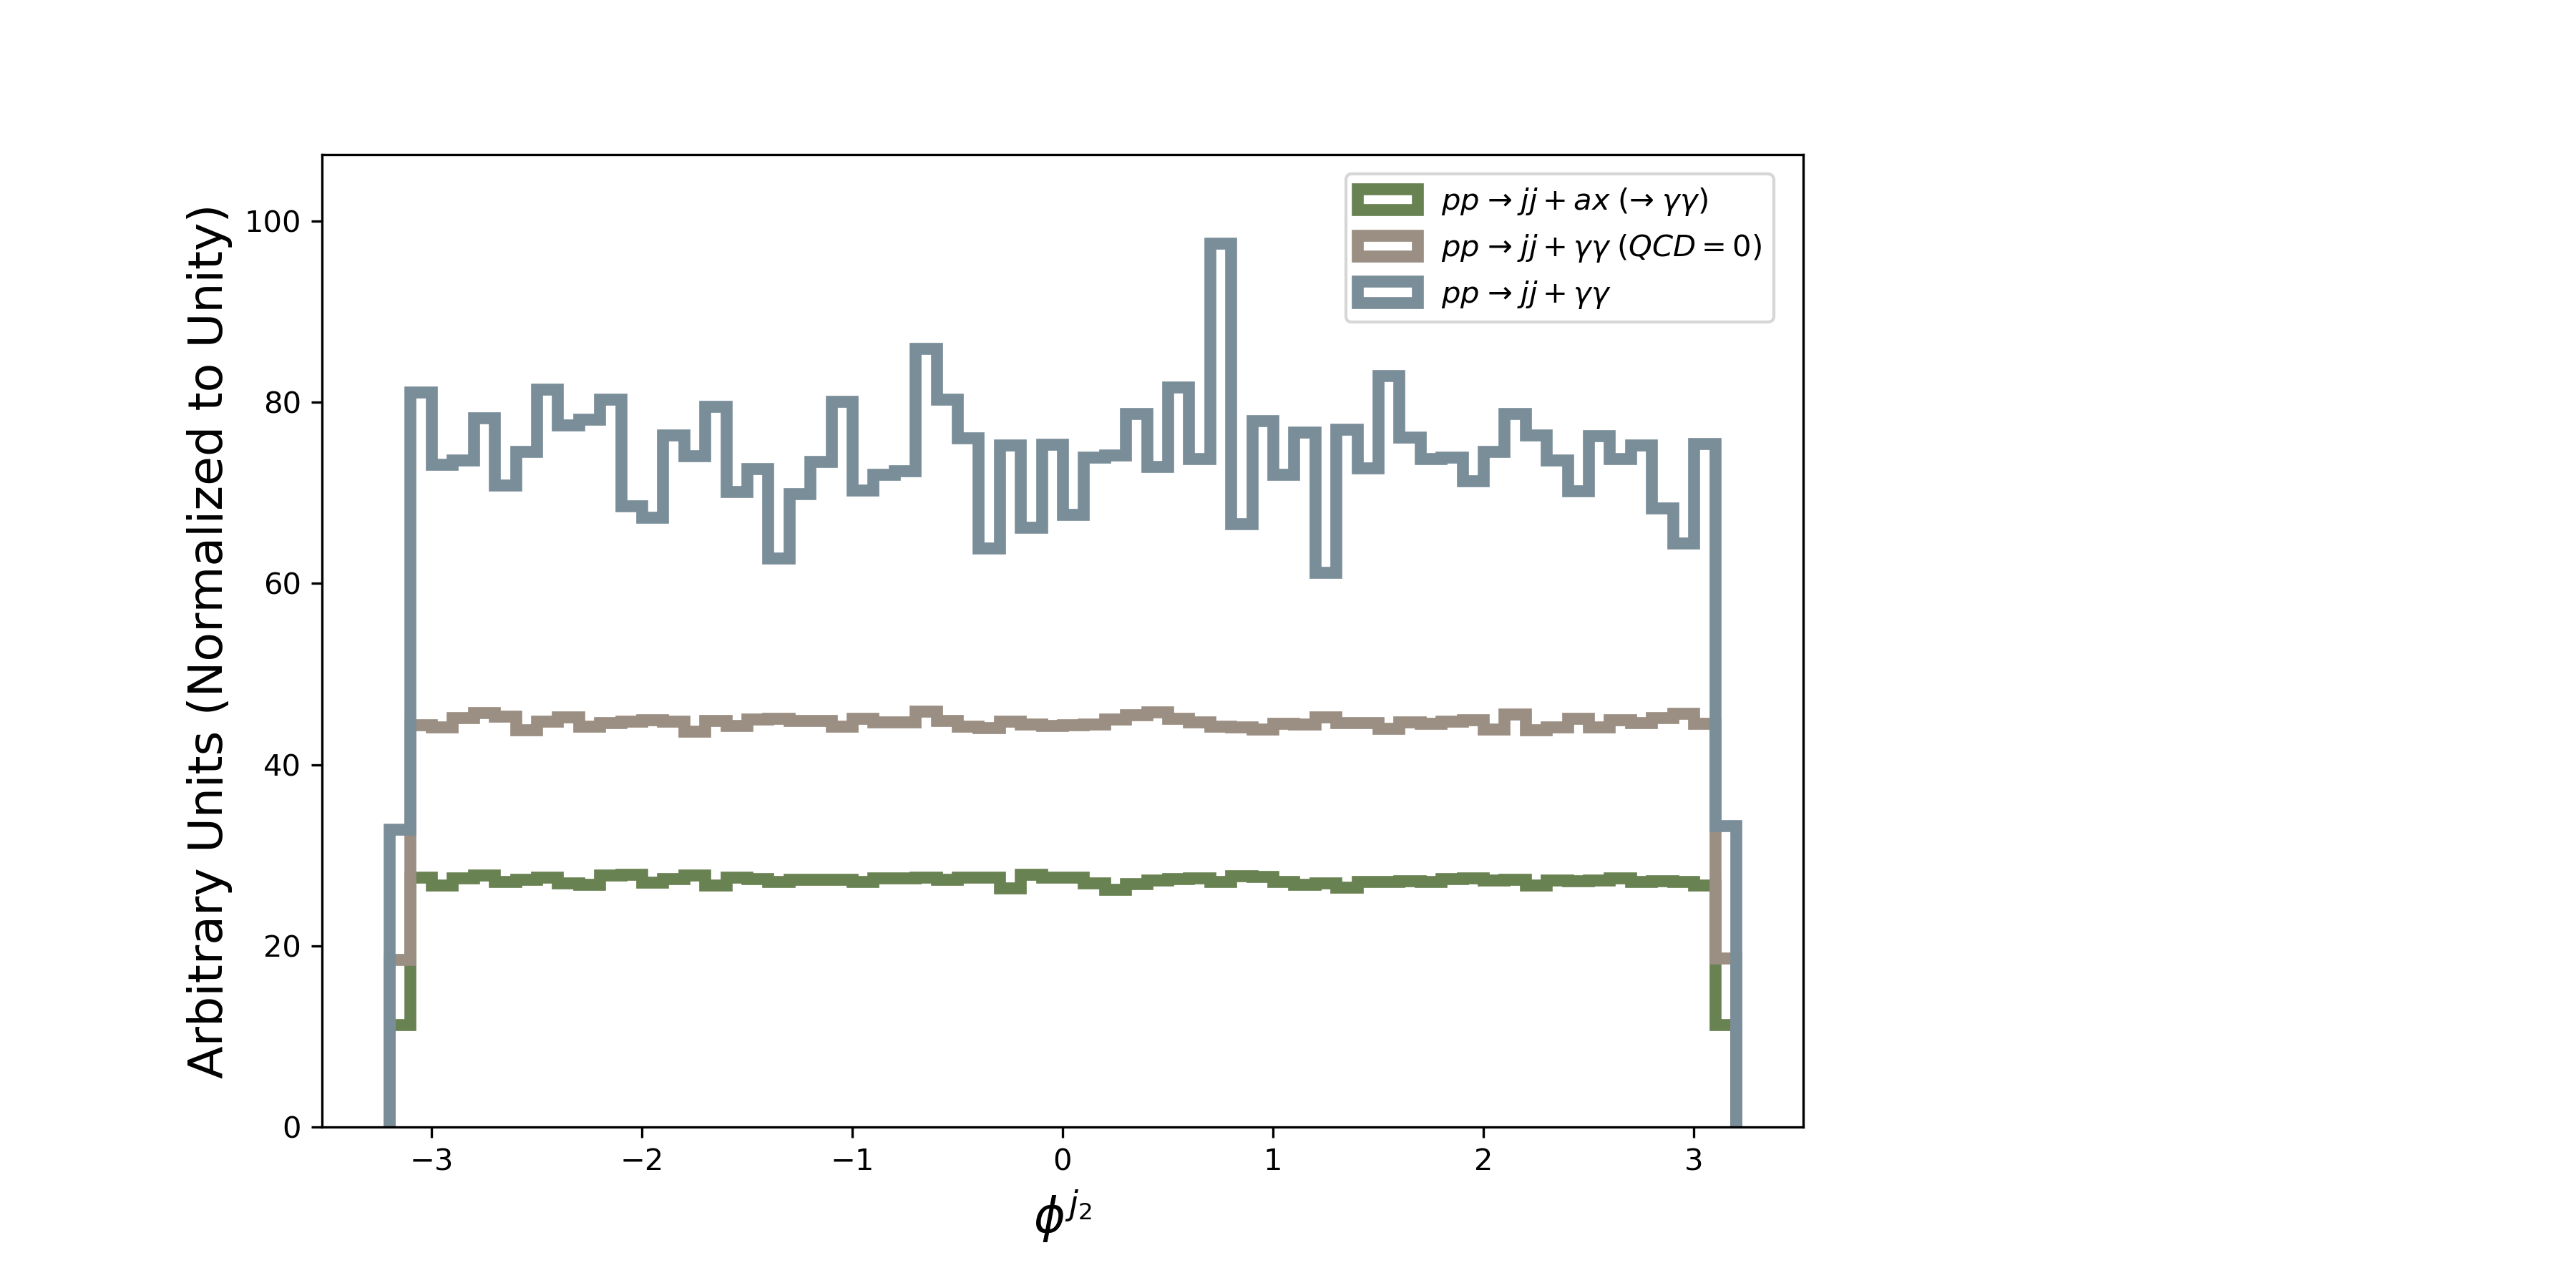 Arbitrary Units (Normalized to Unity)
100
80
60
40
20
0
−3 −2 −1 0 1 2 3
ϕ^{j_2}
pp → jj + ax (→ γγ)
pp → jj + γγ (QCD = 0)
pp → jj + γγ